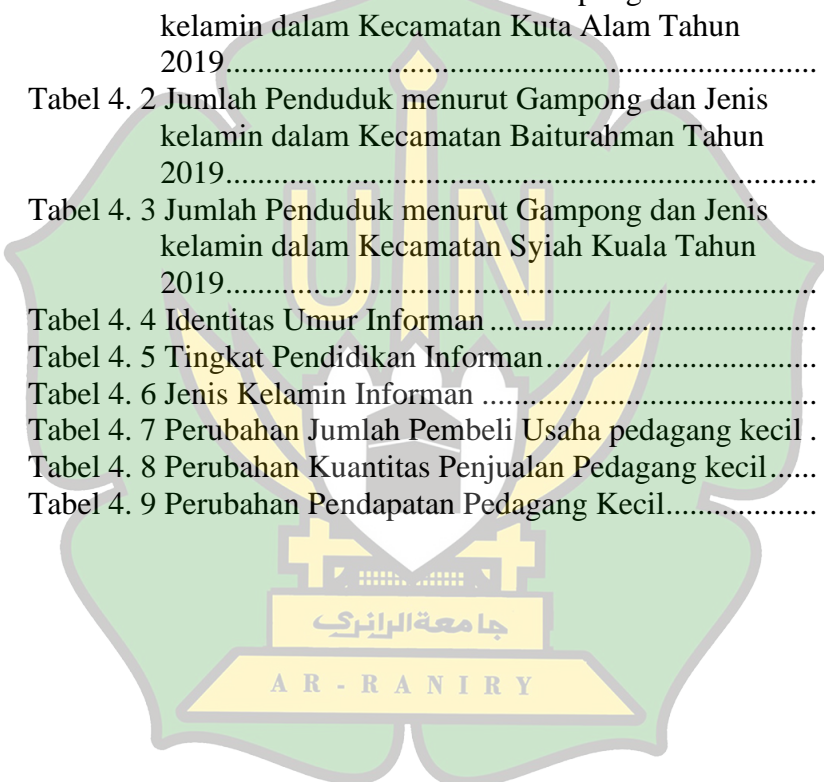 kelamin dalam Kecamatan Kuta Alam Tahun
2019..........................................................................
Tabel 4. 2 Jumlah Penduduk menurut Gampong dan Jenis
kelamin dalam Kecamatan Baiturahman Tahun
2019..........................................................................
Tabel 4. 3 Jumlah Penduduk menurut Gampong dan Jenis
kelamin dalam Kecamatan Syiah Kuala Tahun
2019..........................................................................
Tabel 4. 4 Identitas Umur Informan .........................................
Tabel 4. 5 Tingkat Pendidikan Informan..................................
Tabel 4. 6 Jenis Kelamin Informan ..........................................
Tabel 4. 7 Perubahan Jumlah Pembeli Usaha pedagang kecil .
Tabel 4. 8 Perubahan Kuantitas Penjualan Pedagang kecil......
Tabel 4. 9 Perubahan Pendapatan Pedagang Kecil...................
UIN
جامعةالرانري
AR-RANIRY